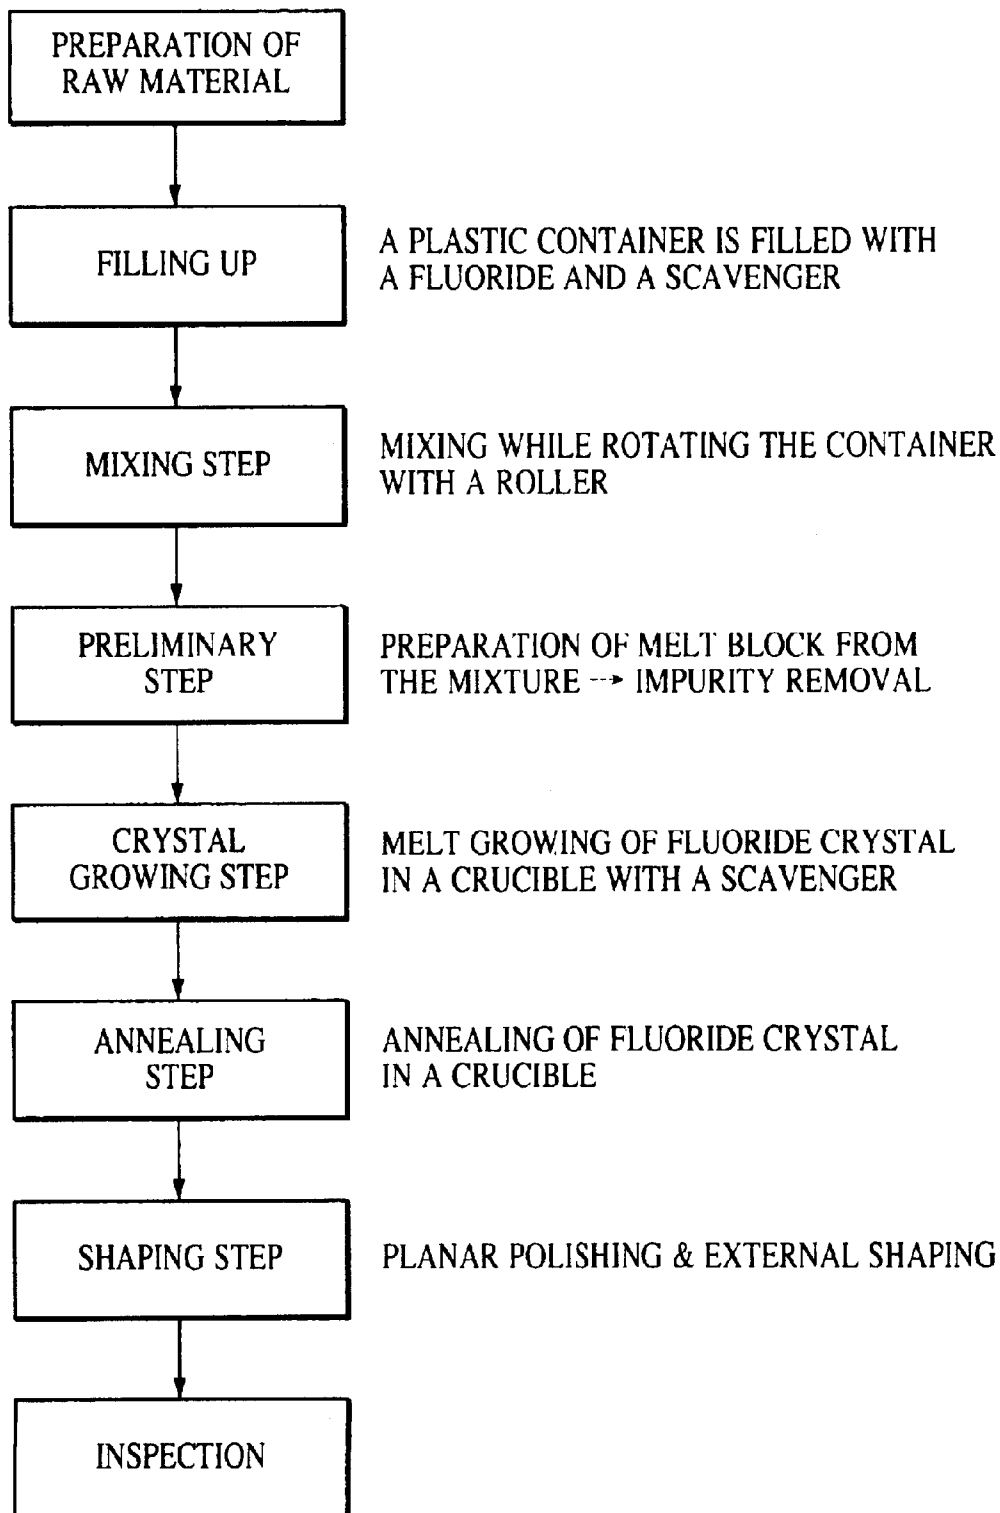 PREPARATION OF
RAW MATERIAL
FILLING UP
A PLASTIC CONTAINER IS FILLED WITH
A FLUORIDE AND A SCAVENGER
MIXING STEP
MIXING WHILE ROTATING THE CONTAINER
WITH A ROLLER
PRELIMINARY
STEP
PREPARATION OF MELT BLOCK FROM
THE MIXTURE --→ IMPURITY REMOVAL
CRYSTAL
GROWING STEP
MELT GROWING OF FLUORIDE CRYSTAL
IN A CRUCIBLE WITH A SCAVENGER
ANNEALING
STEP
ANNEALING OF FLUORIDE CRYSTAL
IN A CRUCIBLE
SHAPING STEP
PLANAR POLISHING & EXTERNAL SHAPING
INSPECTION